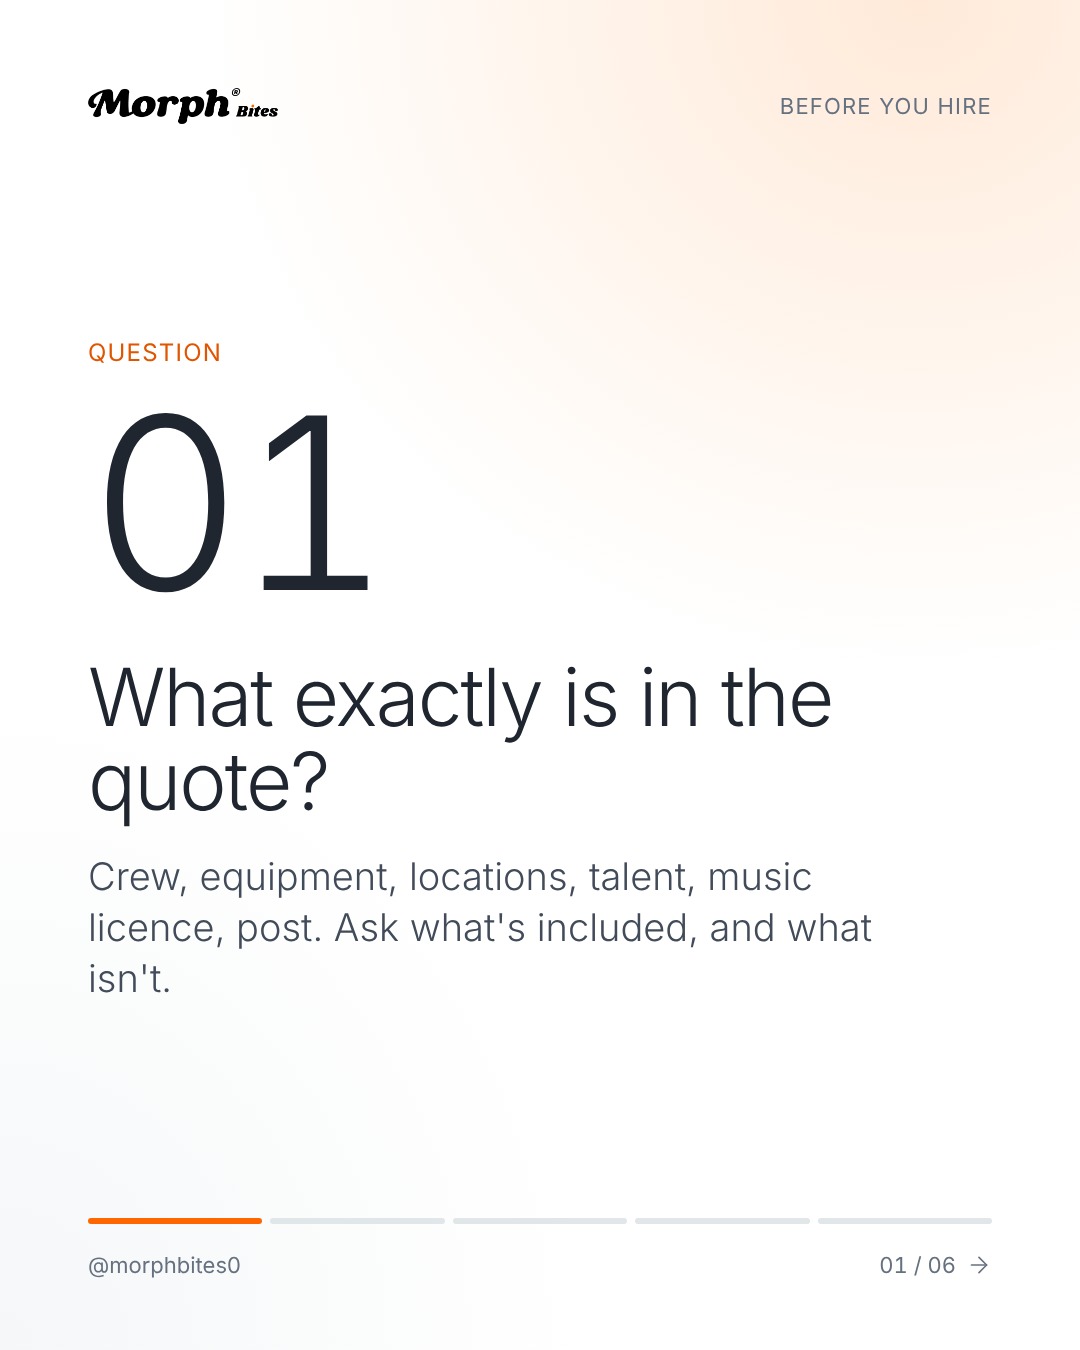 Morph® Bites
BEFORE YOU HIRE
QUESTION
01
What exactly is in the
quote?
Crew, equipment, locations, talent, music
licence, post. Ask what's included, and what
isn't.
@morphbites0
01 / 06 →